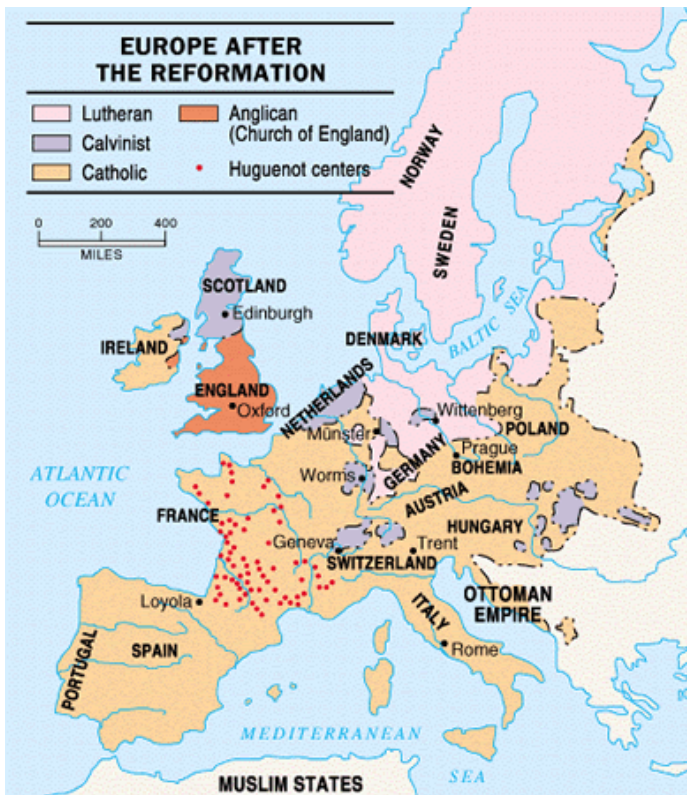 EUROPE AFTER
THE REFORMATION
Lutheran
Calvinist
Catholic
Anglican
(Church of England)
Huguenot centers
0 200 400
MILES
NORWAY
SWEDEN
SCOTLAND
Edinburgh
IRELAND
DENMARK
BALTIC SEA
ENGLAND
Oxford
NETHERLANDS
Wittenberg
Münster
POLAND
Prague
GERMANY
BOHEMIA
Worms
ATLANTIC
OCEAN
AUSTRIA
FRANCE
HUNGARY
Geneva
Trent
SWITZERLAND
Loyola
OTTOMAN
EMPIRE
ITALY
PORTUGAL
SPAIN
Rome
MEDITERRANEAN
SEA
MUSLIM STATES